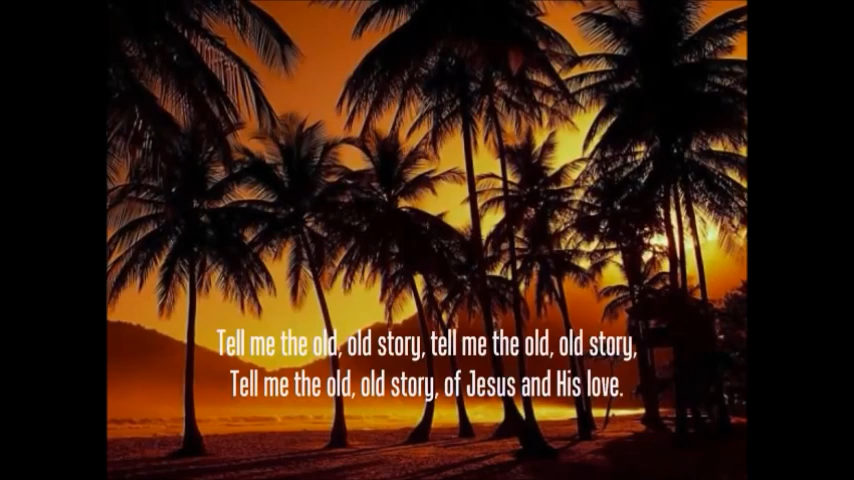 Tell me the old, old story, tell me the old, old story,
Tell me the old, old story, of Jesus and His love.